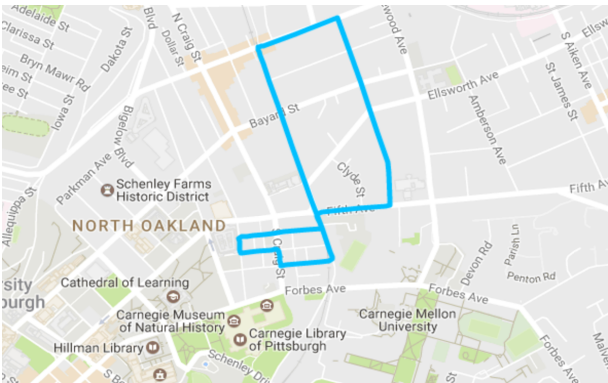 Adelaide St
Clarissa St
Bryn Mawr Rd
Iowa St
Dakota St
Blvd
Dollar St
N Craig St
wood Ave
Ellsw
S Aiken Ave
St James St
Ellsworth Ave
Amberson Ave
Bayard St
Bigelow Blvd
Parkman Ave
Clyde St
Schenley Farms
Historic District
Fifth Ave
Fifth A
NORTH OAKLAND
S Craig St
Parish Ln
Devon Rd
Penton Rd
Cathedral of Learning
Forbes Ave
Forbes Ave
Forbes Ave
Carnegie Museum
of Natural History
Carnegie Mellon
University
Carnegie Library
of Pittsburgh
Hillman Library
Schenley Dri
rsity
burgh